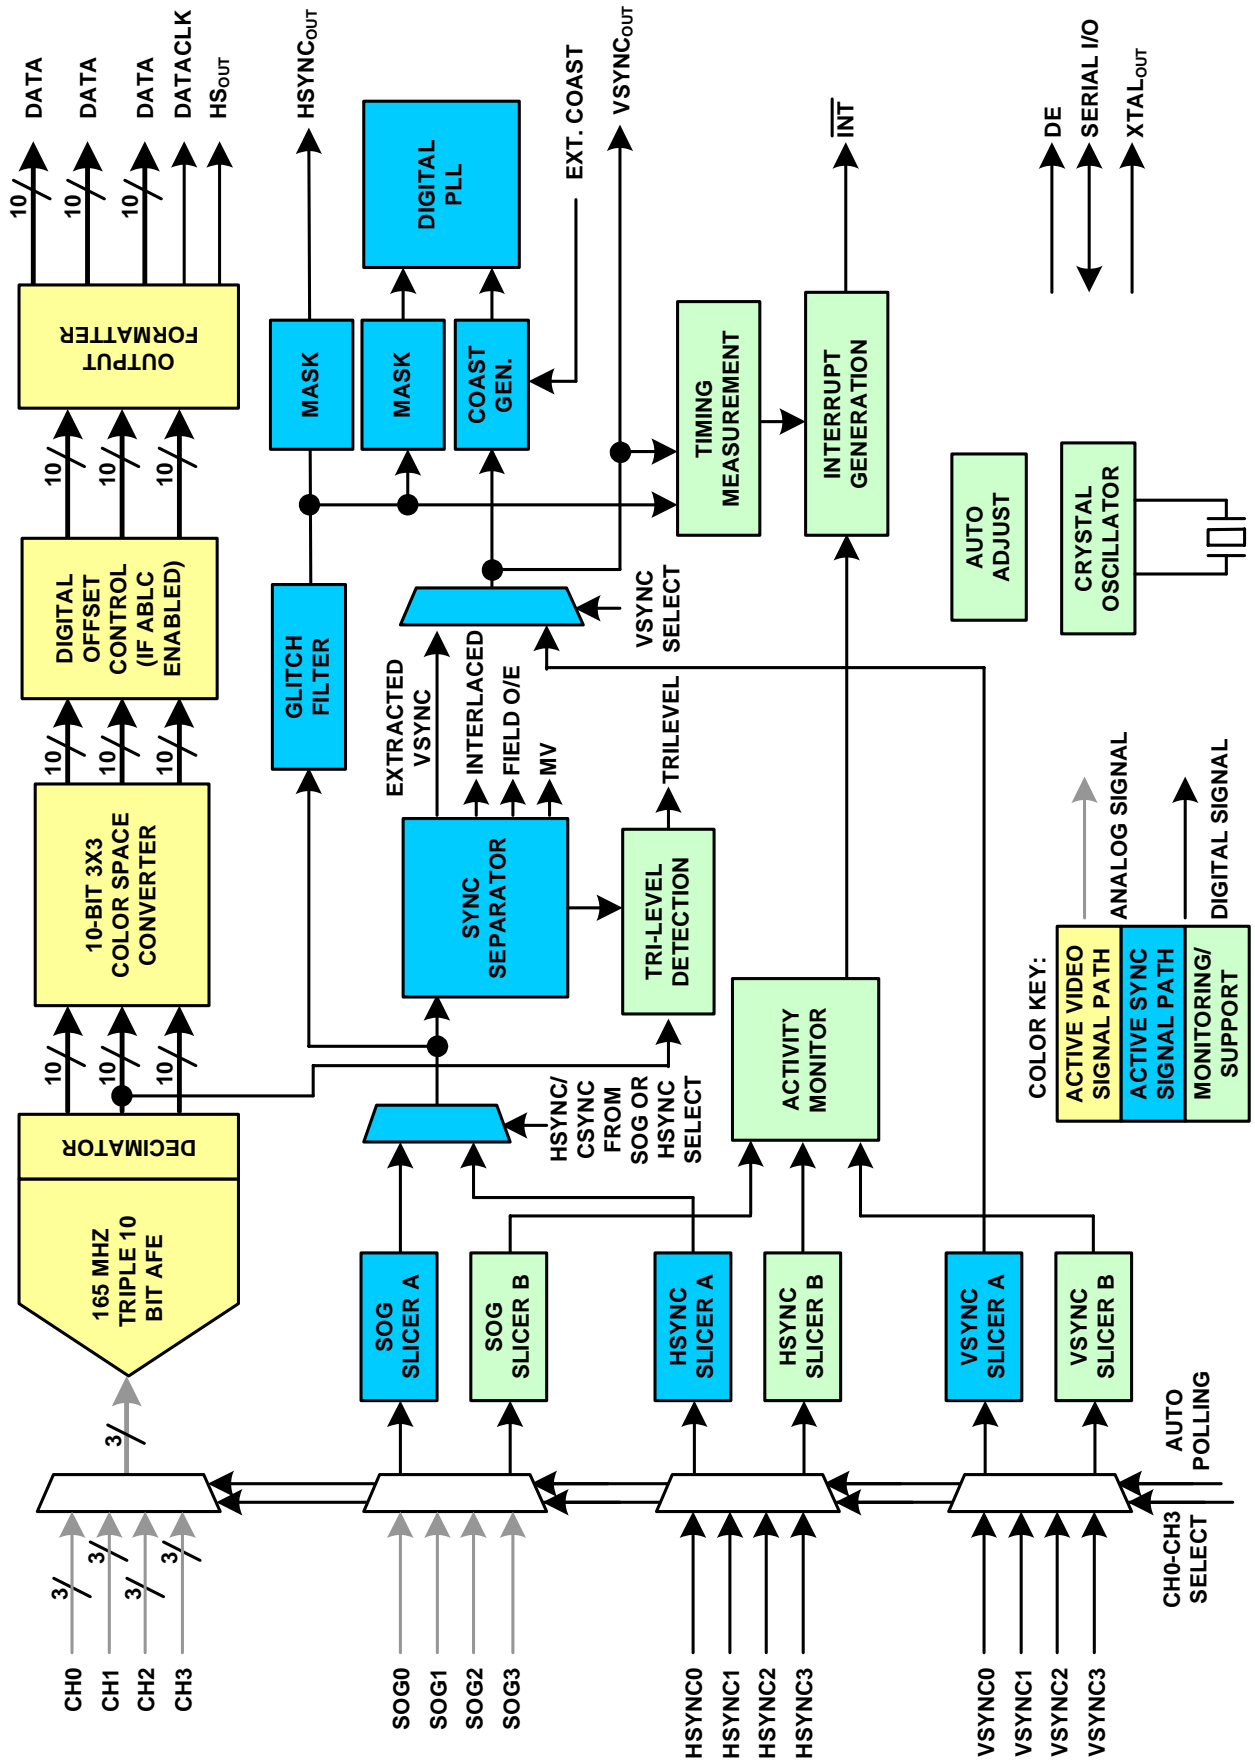 CH0
CH1
CH2
CH3
3
3
3
3
3
165 MHZ
TRIPLE 10
BIT AFE
DECIMATOR
10
10
10
10-BIT 3X3
COLOR SPACE
CONVERTER
10
10
10
DIGITAL
OFFSET
CONTROL
(IF ABLC
ENABLED)
10
10
10
OUTPUT
FORMATTER
10
10
10
DATA
DATA
DATA
DATACLK
HSOUT
GLITCH
FILTER
MASK
HSYNCOUT
MASK
COAST
GEN.
DIGITAL
PLL
EXT. COAST
VSYNCOUT
SOG0
SOG1
SOG2
SOG3
SOG
SLICER A
SOG
SLICER B
HSYNC/
CSYNC
FROM
SOG OR
HSYNC
SELECT
SYNC
SEPARATOR
EXTRACTED
VSYNC
INTERLACED
FIELD O/E
MV
VSYNC
SELECT
TRI-LEVEL
DETECTION
TRILEVEL
TIMING
MEASUREMENT
HSYNC0
HSYNC1
HSYNC2
HSYNC3
HSYNC
SLICER A
HSYNC
SLICER B
ACTIVITY
MONITOR
INTERRUPT
GENERATION
INT
VSYNC0
VSYNC1
VSYNC2
VSYNC3
VSYNC
SLICER A
VSYNC
SLICER B
CH0-CH3
SELECT
AUTO
POLLING
AUTO
ADJUST
CRYSTAL
OSCILLATOR
DE
SERIAL I/O
XTALOUT
COLOR KEY:
ACTIVE VIDEO
SIGNAL PATH
ACTIVE SYNC
SIGNAL PATH
MONITORING/
SUPPORT
ANALOG SIGNAL
DIGITAL SIGNAL